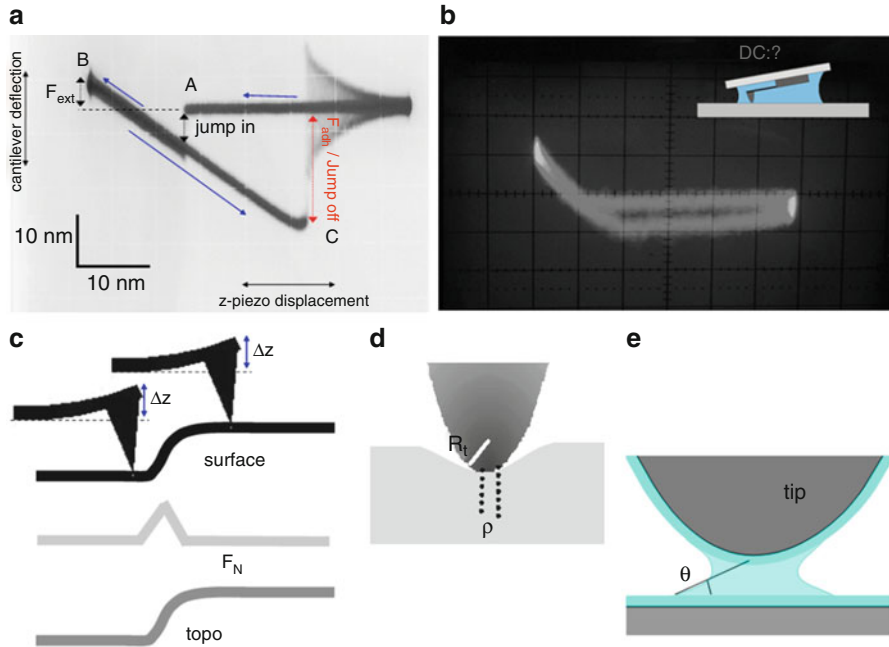 a
B
A
F_ext
jump in
F_adh / Jump off
cantilever deflection
C
10 nm
10 nm
z-piezo displacement
b
DC:?
c
Δz
Δz
surface
F_N
topo
d
R_t
ρ
e
tip
θ